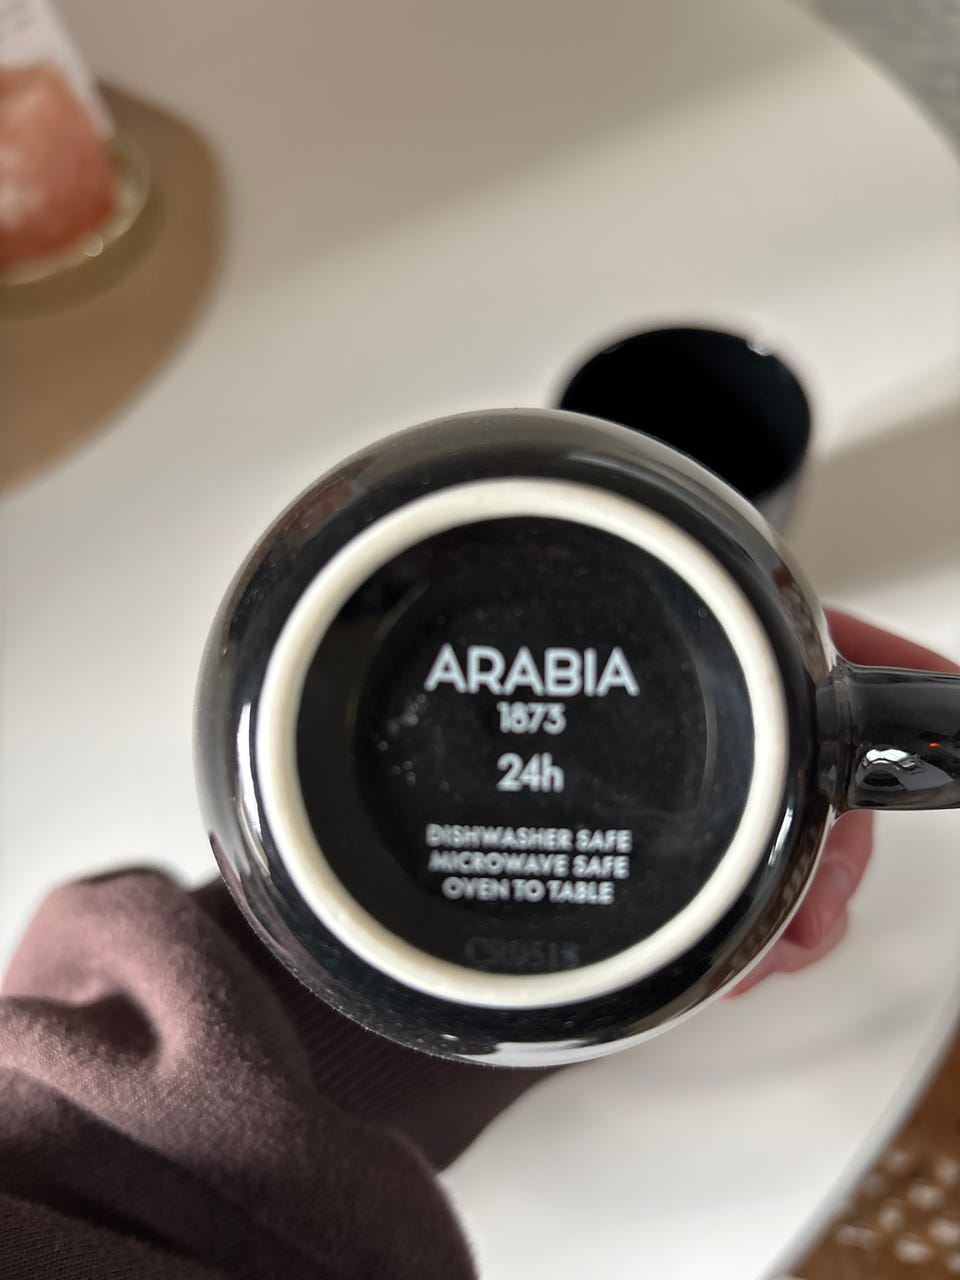 ARABIA
1873
24h
DISHWASHER SAFE
MICROWAVE SAFE
OVEN TO TABLE